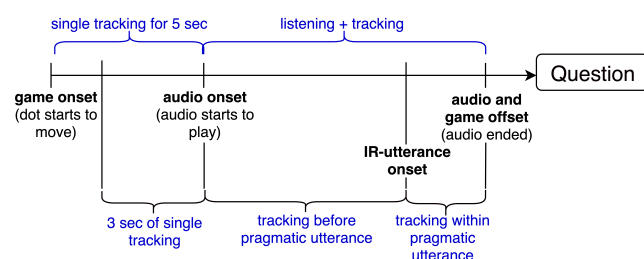 single tracking for 5 sec
listening + tracking
Question
game onset
(dot starts to
move)
audio onset
(audio starts to
play)
audio and
game offset
(audio ended)
IR-utterance
onset
3 sec of single
tracking
tracking before
pragmatic utterance
tracking within
pragmatic
utterance